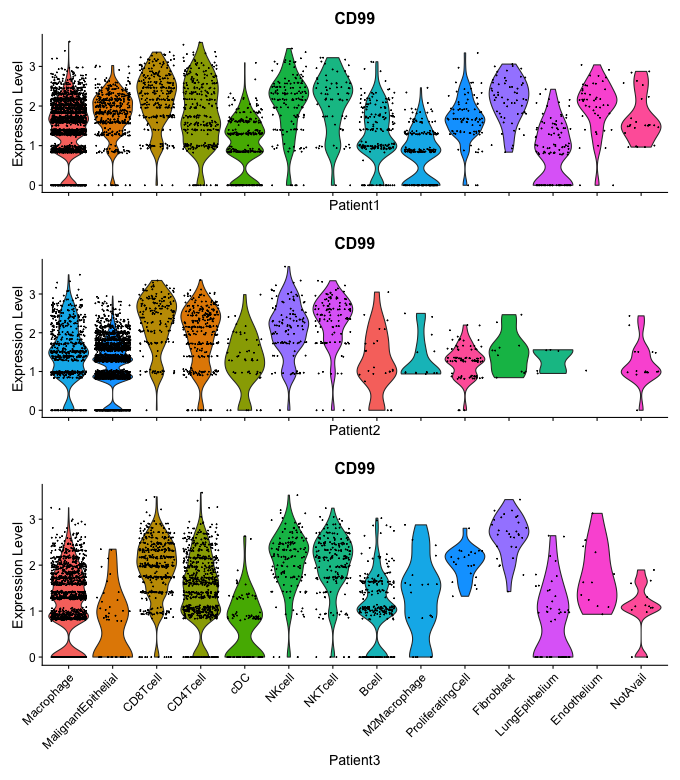 CD99
Expression Level
3
2
1
0
Patient1
CD99
Expression Level
3
2
1
0
Patient2
CD99
Expression Level
3
2
1
0
Macrophage
MalignantEpithelial
CD8Tcell
CD4Tcell
cDC
NKcell
NKTcell
Bcell
M2Macrophage
ProliferatingCell
Fibroblast
LungEpithelium
Endothelium
NotAvail
Patient3